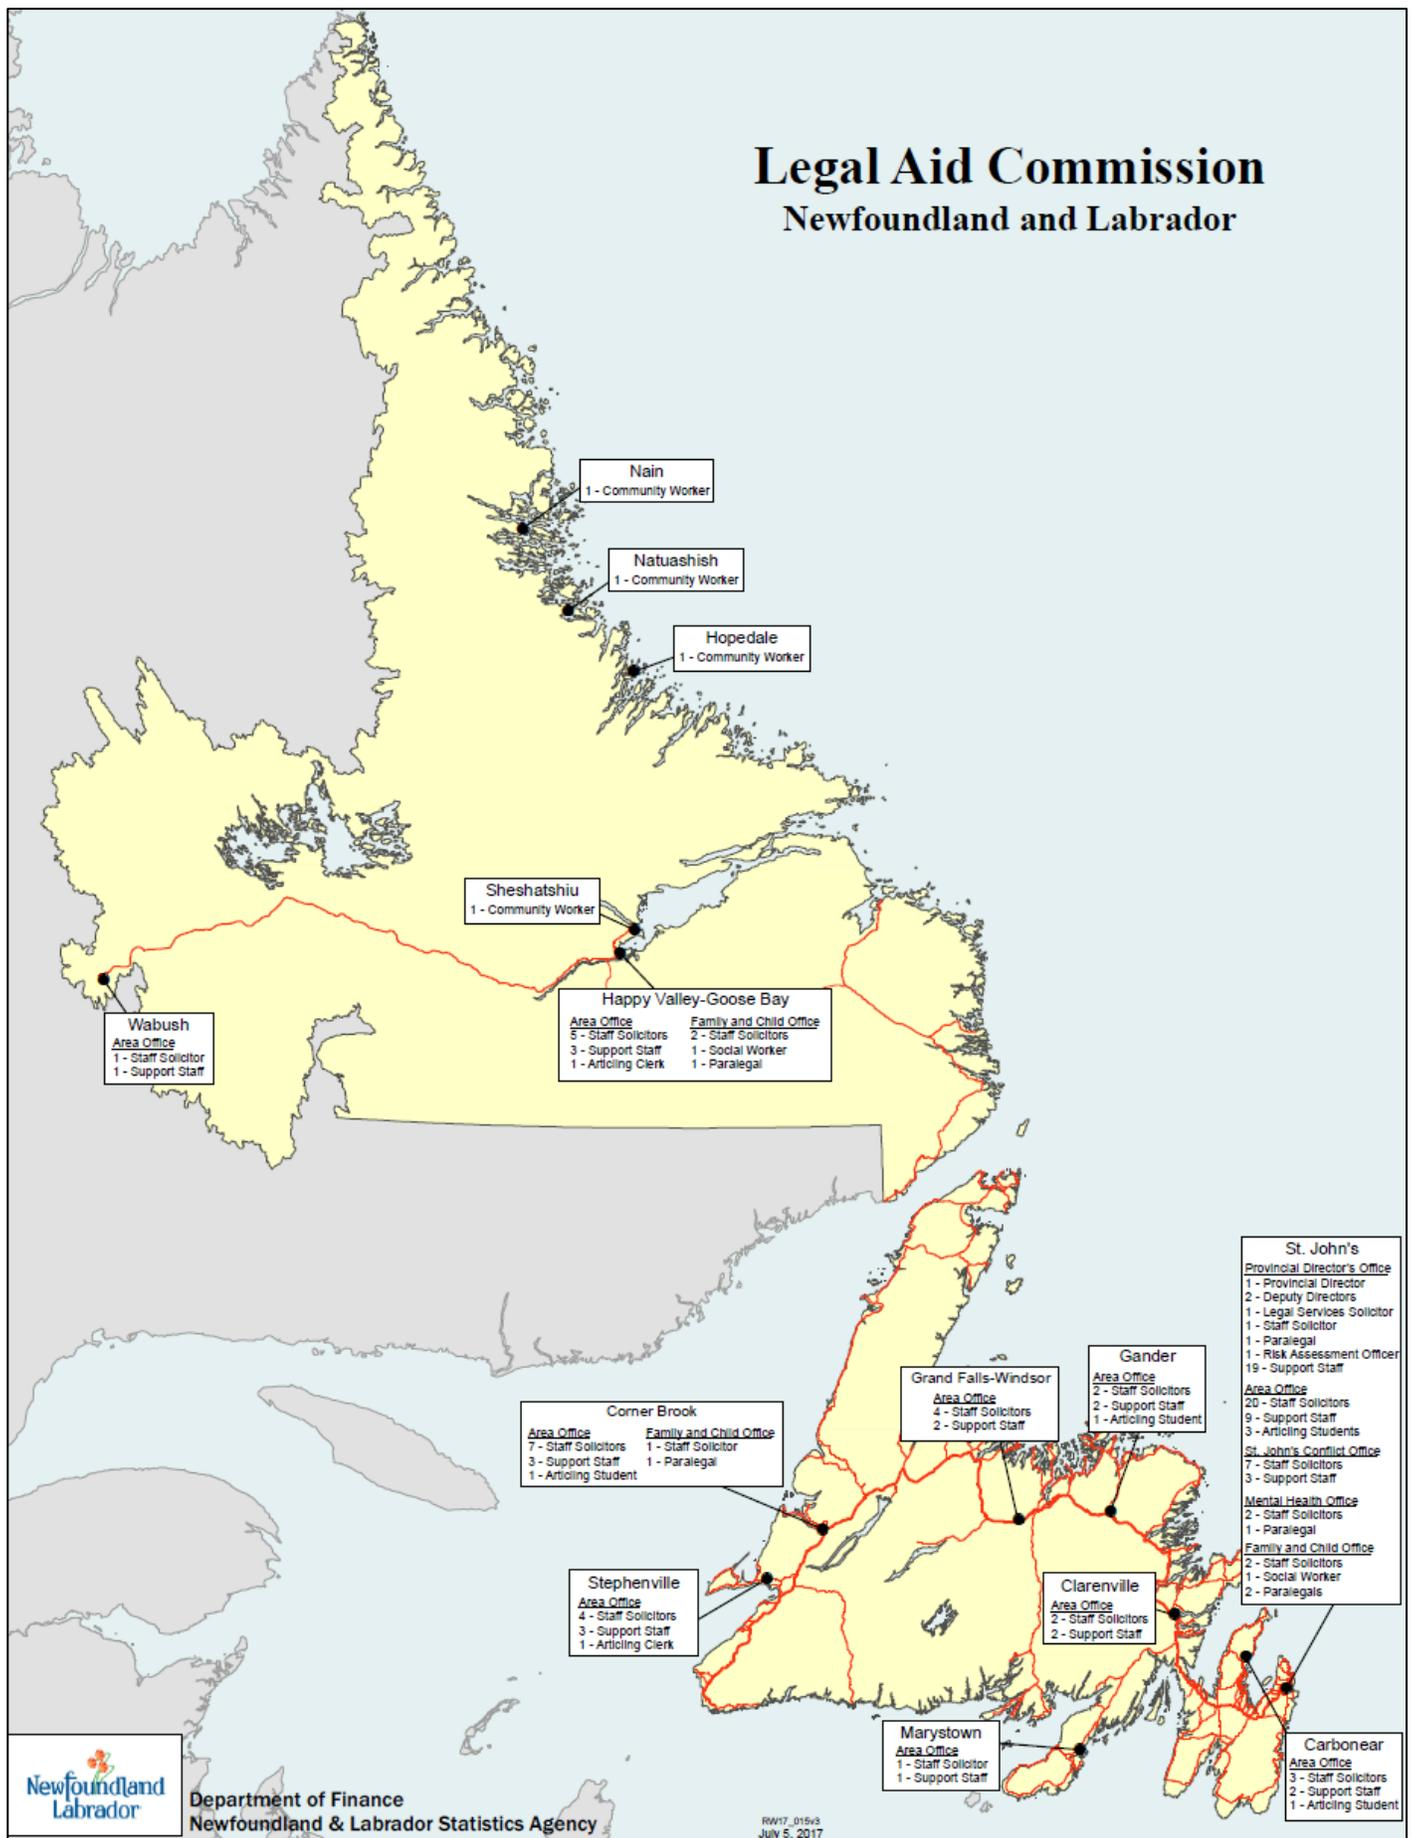 Legal Aid Commission
Newfoundland and Labrador
Nain
1 - Community Worker
Natuashish
1 - Community Worker
Hopedale
1 - Community Worker
Sheshatshiu
1 - Community Worker
Happy Valley-Goose Bay
Area Office
5 - Staff Solicitors
3 - Support Staff
1 - Articling Clerk
Family and Child Office
2 - Staff Solicitors
1 - Social Worker
1 - Paralegal
Wabush
Area Office
1 - Staff Solicitor
1 - Support Staff
St. John's
Provincial Director's Office
1 - Provincial Director
2 - Deputy Directors
1 - Legal Services Solicitor
1 - Staff Solicitor
1 - Paralegal
1 - Risk Assessment Officer
19 - Support Staff
Area Office
20 - Staff Solicitors
9 - Support Staff
3 - Articling Students
St. John's Conflict Office
7 - Staff Solicitors
3 - Support Staff
Mental Health Office
2 - Staff Solicitors
1 - Paralegal
Family and Child Office
2 - Staff Solicitors
1 - Social Worker
2 - Paralegals
Gander
Area Office
2 - Staff Solicitors
2 - Support Staff
1 - Articling Student
Grand Falls-Windsor
Area Office
4 - Staff Solicitors
2 - Support Staff
Corner Brook
Area Office
7 - Staff Solicitors
3 - Support Staff
1 - Articling Student
Family and Child Office
1 - Staff Solicitor
1 - Paralegal
Stephenville
Area Office
4 - Staff Solicitors
3 - Support Staff
1 - Articling Clerk
Clarenville
Area Office
2 - Staff Solicitors
2 - Support Staff
Marystown
Area Office
1 - Staff Solicitor
1 - Support Staff
Carbonear
Area Office
3 - Staff Solicitors
2 - Support Staff
1 - Articling Student
Newfoundland
Labrador
Department of Finance
Newfoundland & Labrador Statistics Agency
RW17_015v3
July 5, 2017